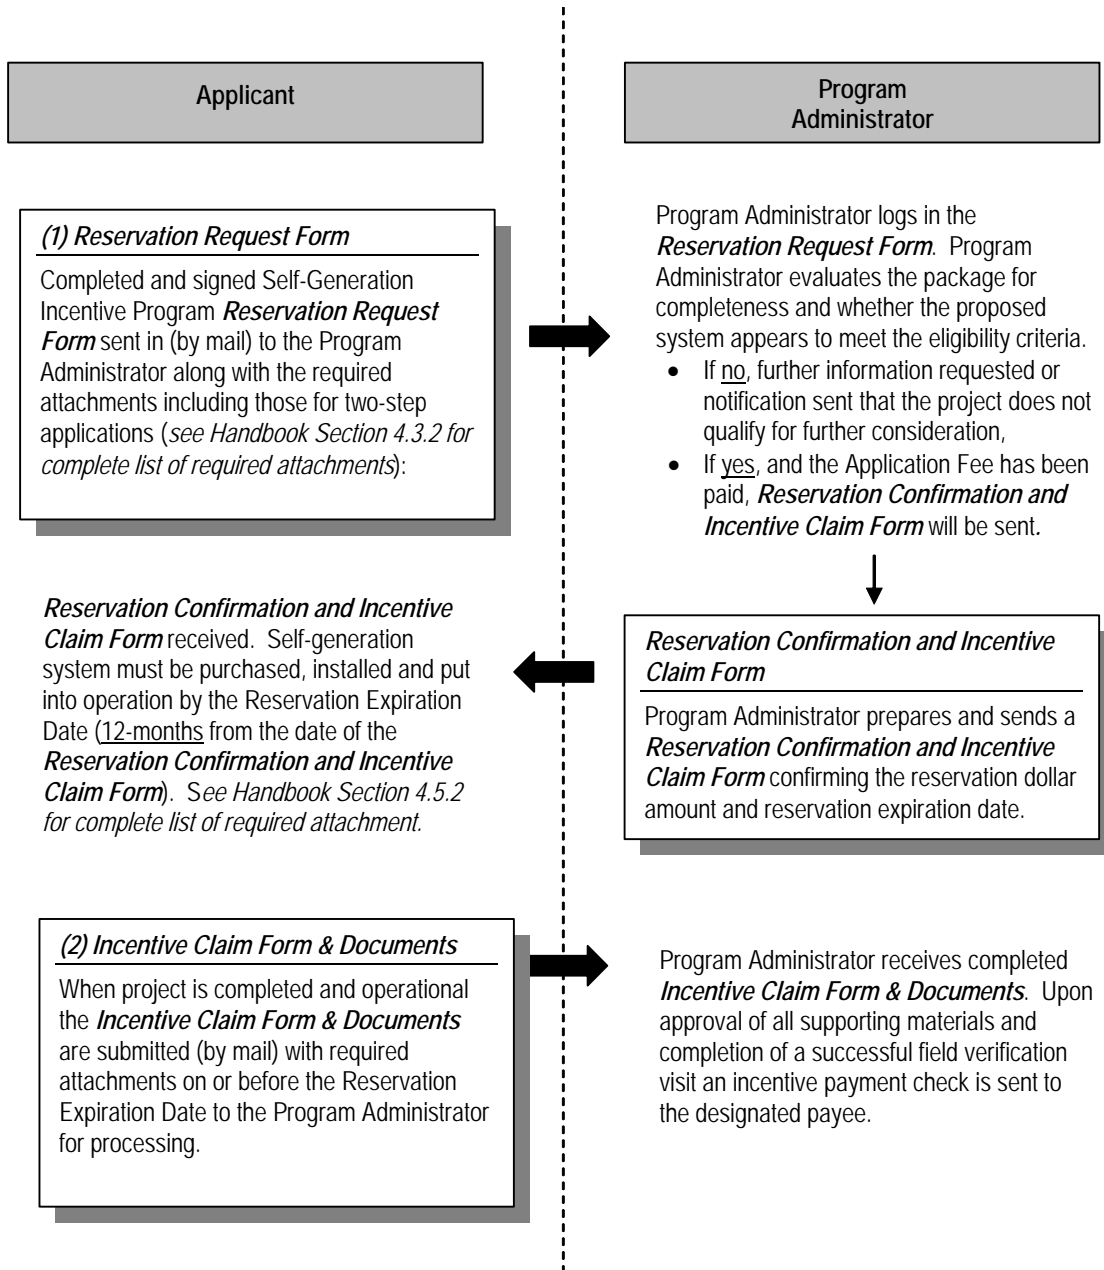 Applicant
Program
Administrator
(1) Reservation Request Form
Completed and signed Self-Generation
Incentive Program Reservation Request
Form sent in (by mail) to the Program
Administrator along with the required
attachments including those for two-step
applications (see Handbook Section 4.3.2 for
complete list of required attachments):
Program Administrator logs in the
Reservation Request Form. Program
Administrator evaluates the package for
completeness and whether the proposed
system appears to meet the eligibility criteria.
• If no, further information requested or
notification sent that the project does not
qualify for further consideration,
• If yes, and the Application Fee has been
paid, Reservation Confirmation and
Incentive Claim Form will be sent.
Reservation Confirmation and Incentive
Claim Form
Program Administrator prepares and sends a
Reservation Confirmation and Incentive
Claim Form confirming the reservation dollar
amount and reservation expiration date.
Reservation Confirmation and Incentive
Claim Form received. Self-generation
system must be purchased, installed and put
into operation by the Reservation Expiration
Date (12-months from the date of the
Reservation Confirmation and Incentive
Claim Form). See Handbook Section 4.5.2
for complete list of required attachment.
(2) Incentive Claim Form & Documents
When project is completed and operational
the Incentive Claim Form & Documents
are submitted (by mail) with required
attachments on or before the Reservation
Expiration Date to the Program Administrator
for processing.
Program Administrator receives completed
Incentive Claim Form & Documents. Upon
approval of all supporting materials and
completion of a successful field verification
visit an incentive payment check is sent to
the designated payee.